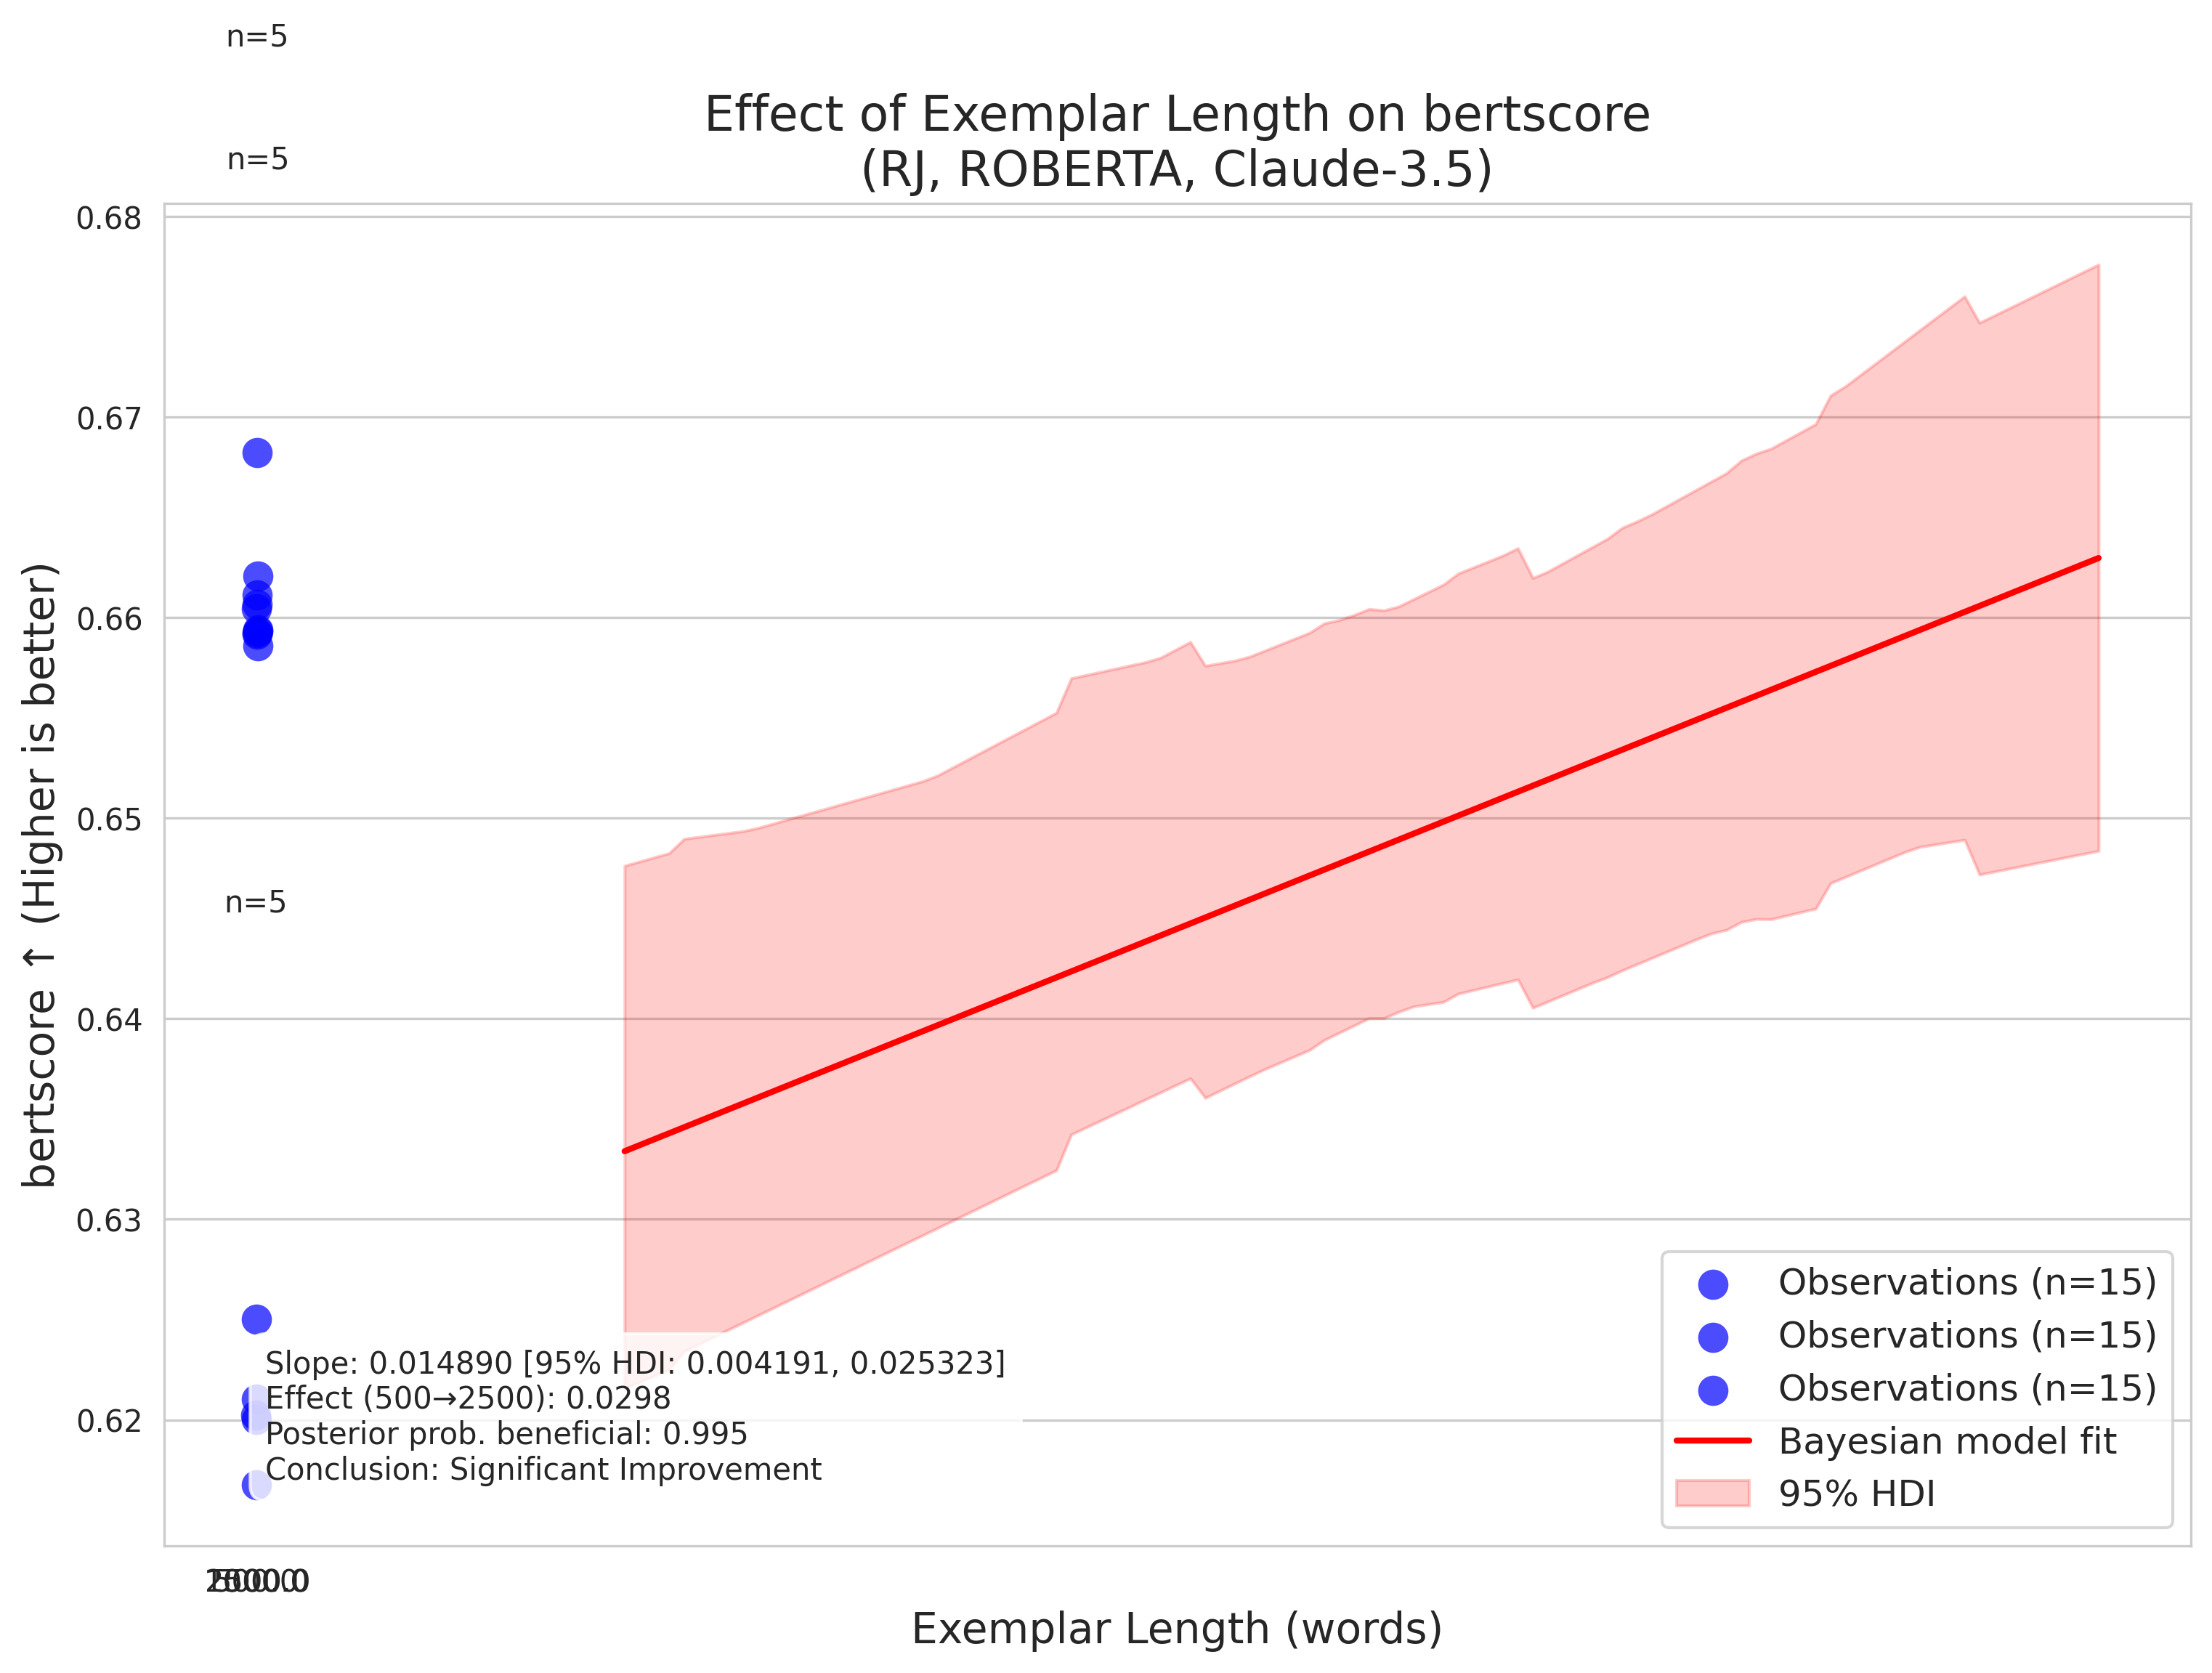 n=5
n=5
Effect of Exemplar Length on bertscore
(RJ, ROBERTA, Claude-3.5)
bertscore ↑ (Higher is better)
0.68
0.67
0.66
0.65
0.64
0.63
0.62
n=5
Slope: 0.014890 [95% HDI: 0.004191, 0.025323]
Effect (500→2500): 0.0298
Posterior prob. beneficial: 0.995
Conclusion: Significant Improvement
Observations (n=15)
Observations (n=15)
Observations (n=15)
Bayesian model fit
95% HDI
Exemplar Length (words)